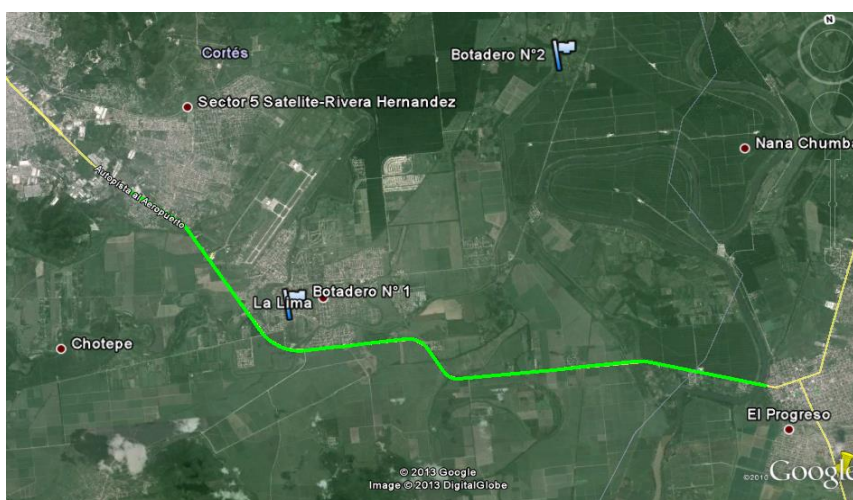 N
Cortés
Botadero N°2
Sector 5 Satelite-Rivera Hernandez
Nana Chumba
Autopista al Aeropuerto
La Lima
Botadero N° 1
Chotepe
El Progreso
© 2013 Google
Image © 2013 DigitalGlobe
©2010
Google